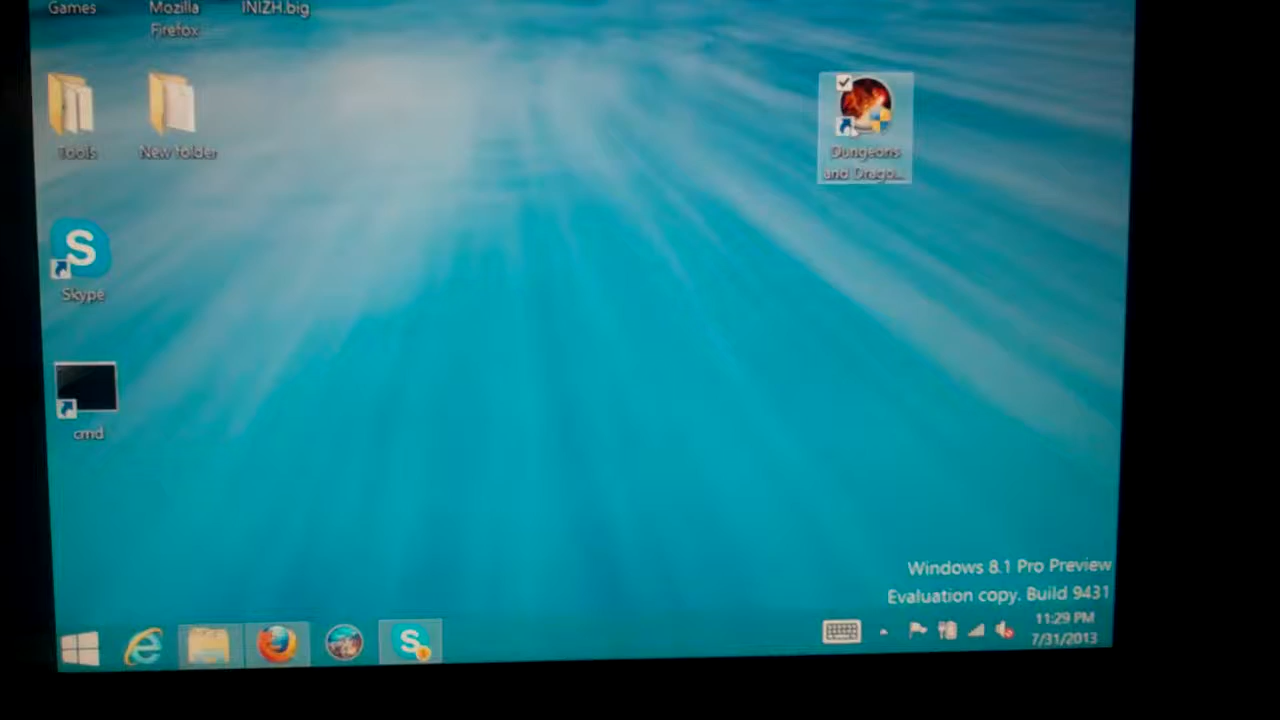 Games
Mozilla
Firefox
INIZH.big
Tools
New folder
Dungeons
and Drago...
S
Skype
cmd
Windows 8.1 Pro Preview
Evaluation copy. Build 9431
S
11:29 PM
7/31/2013